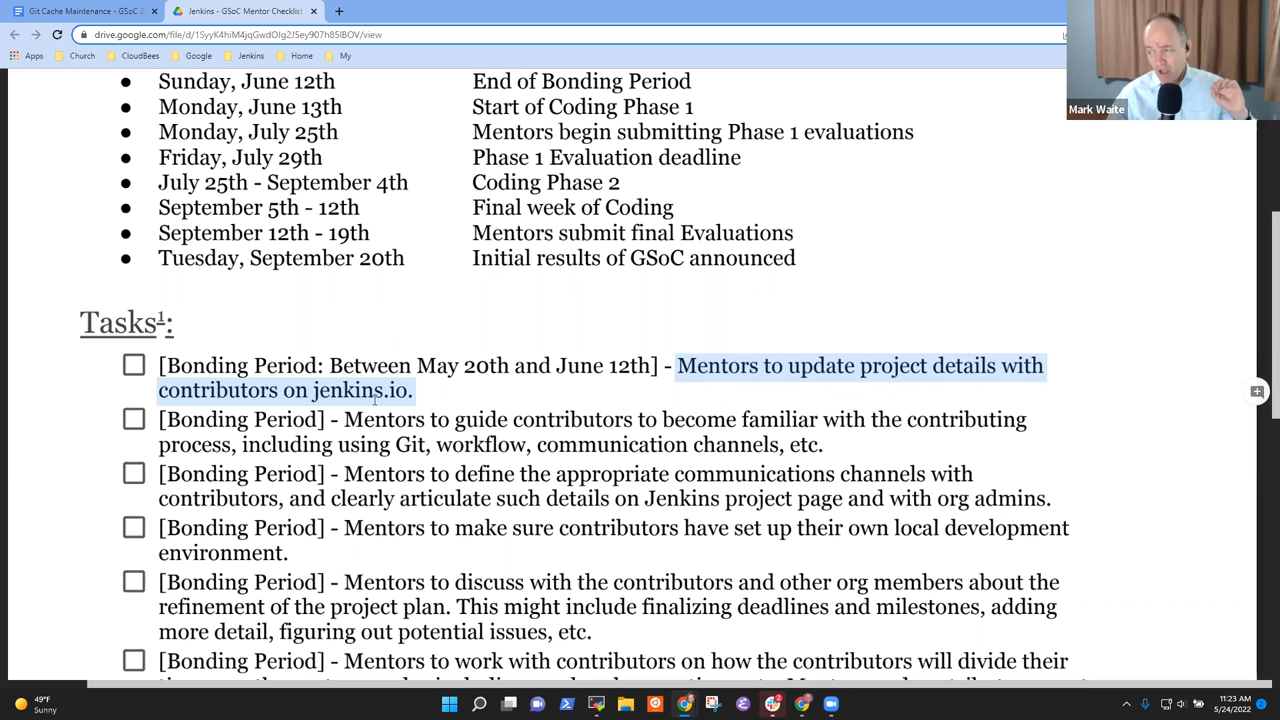 Git Cache Maintenance - GSoC 2
Jenkins - GSoC Mentor Checklist
drive.google.com/file/d/1SyyK4hiM4jqGwdOIg2J5ey907h85lBOV/view
Apps
Church
CloudBees
Google
Jenkins
Home
My
Mark Waite
Sunday, June 12th End of Bonding Period
Monday, June 13th Start of Coding Phase 1
Monday, July 25th Mentors begin submitting Phase 1 evaluations
Friday, July 29th Phase 1 Evaluation deadline
July 25th - September 4th Coding Phase 2
September 5th - 12th Final week of Coding
September 12th - 19th Mentors submit final Evaluations
Tuesday, September 20th Initial results of GSoC announced
Tasks1:
[Bonding Period: Between May 20th and June 12th] - Mentors to update project details with
contributors on jenkins.io.
[Bonding Period] - Mentors to guide contributors to become familiar with the contributing
process, including using Git, workflow, communication channels, etc.
[Bonding Period] - Mentors to define the appropriate communications channels with
contributors, and clearly articulate such details on Jenkins project page and with org admins.
[Bonding Period] - Mentors to make sure contributors have set up their own local development
environment.
[Bonding Period] - Mentors to discuss with the contributors and other org members about the
refinement of the project plan. This might include finalizing deadlines and milestones, adding
more detail, figuring out potential issues, etc.
[Bonding Period] - Mentors to work with contributors on how the contributors will divide their
49°F
Sunny
11:23 AM
5/24/2022